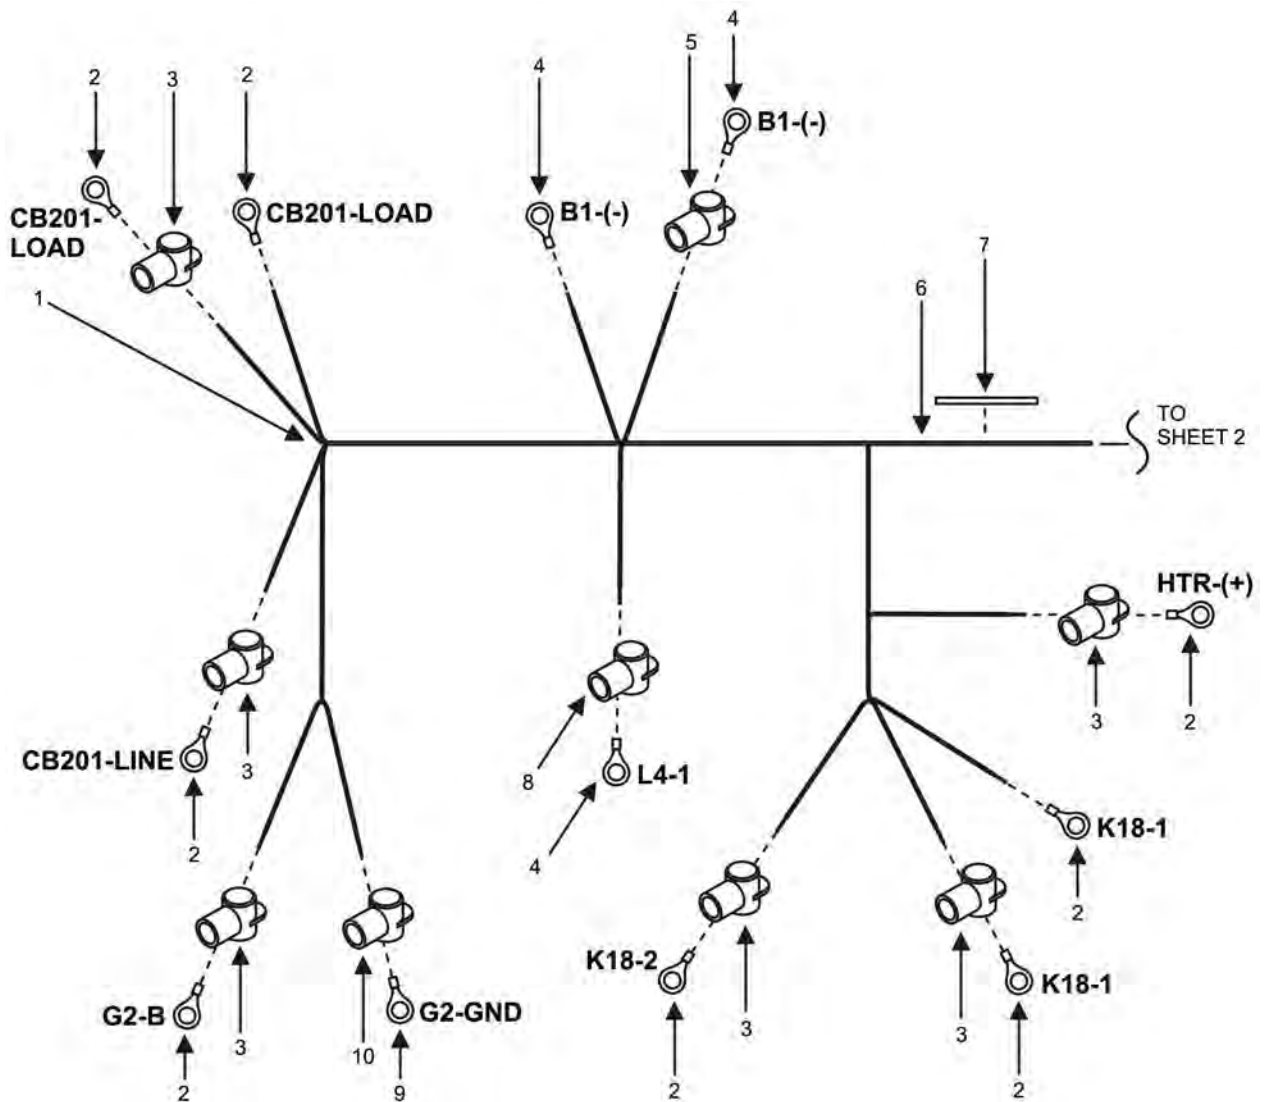 4
5
4
2
3
2
B1-(-)
CB201-
LOAD
CB201-LOAD
B1-(-)
7
6
1
TO
SHEET 2
HTR-(+)
3
2
CB201-LINE
3
8
L4-1
2
4
K18-1
2
K18-2
K18-1
G2-B
G2-GND
3
3
3
10
2
9
2
2